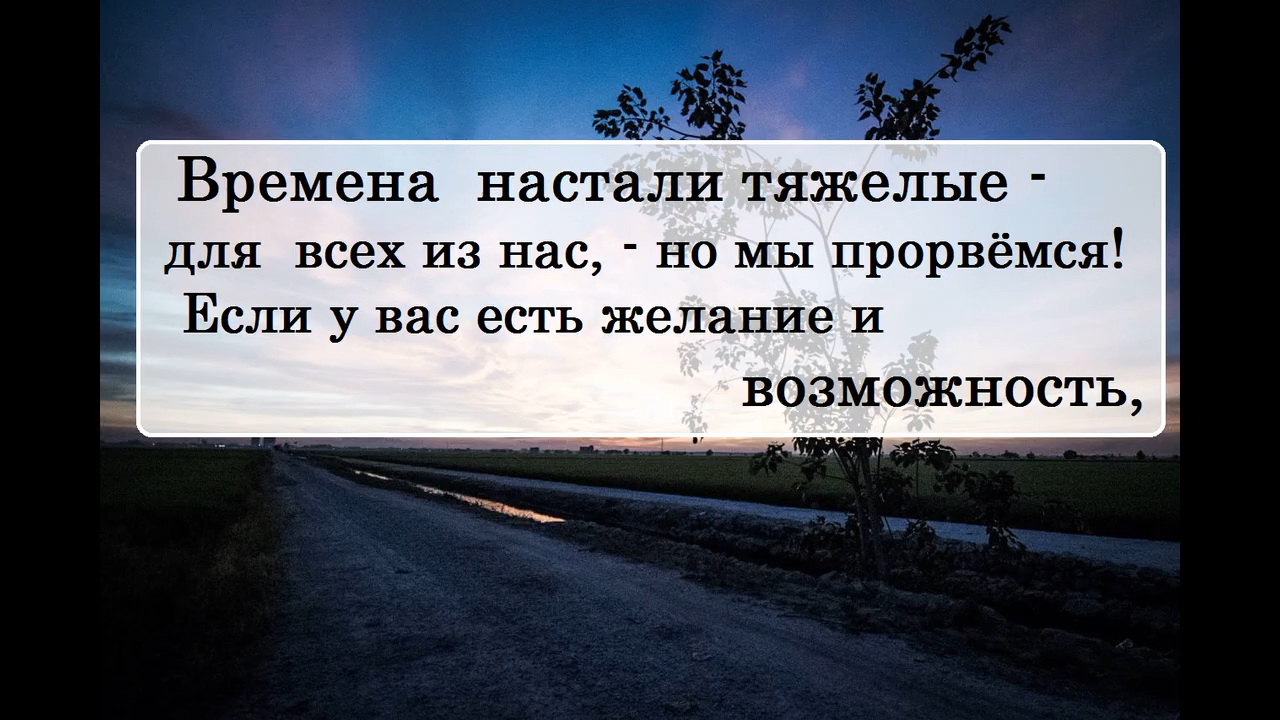 Времена настали тяжелые -
для всех из нас, - но мы прорвёмся!
Если у вас есть желание и
возможность,